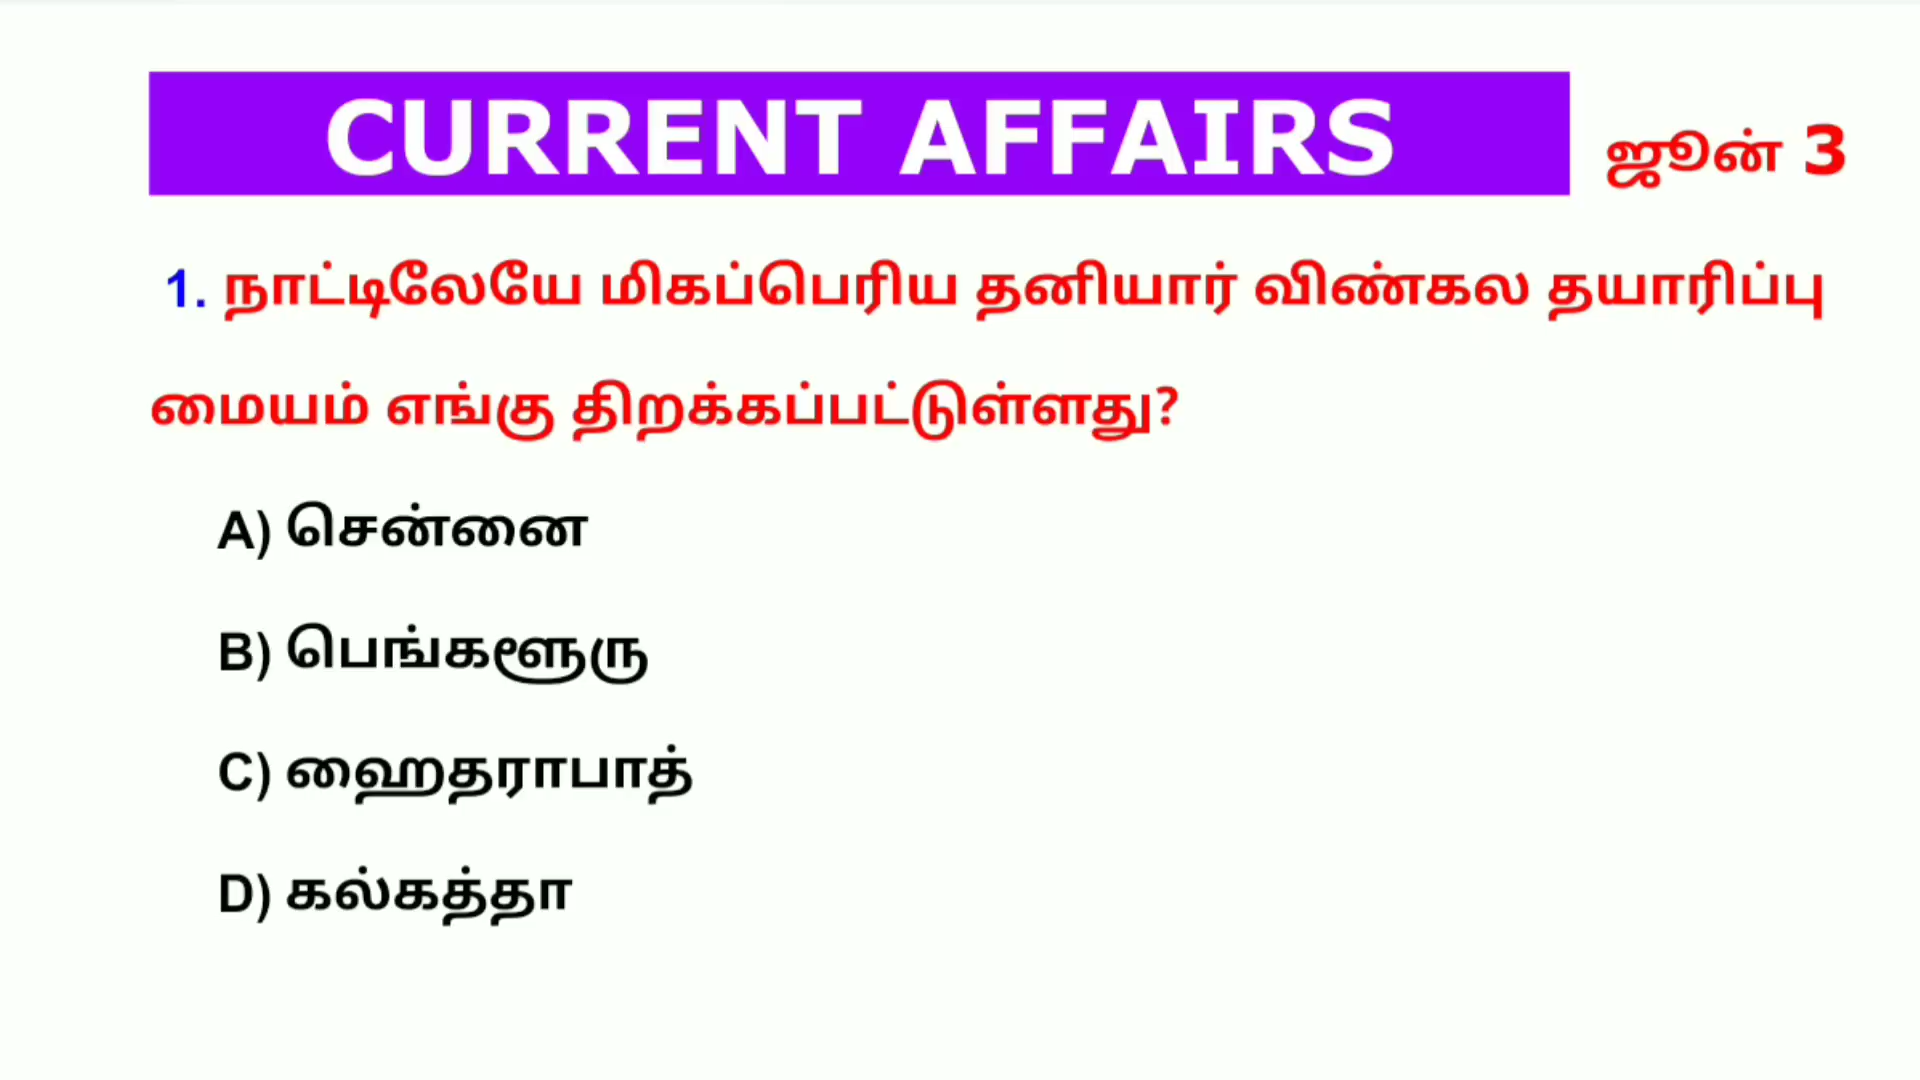 CURRENT AFFAIRS
ஜூன் 3
1. நாட்டிலேயே மிகப்பெரிய தனியார் விண்கல தயாரிப்பு
மையம் எங்கு திறக்கப்பட்டுள்ளது?
A) சென்னை
B) பெங்களூரு
C) ஹைதராபாத்
D) கல்கத்தா